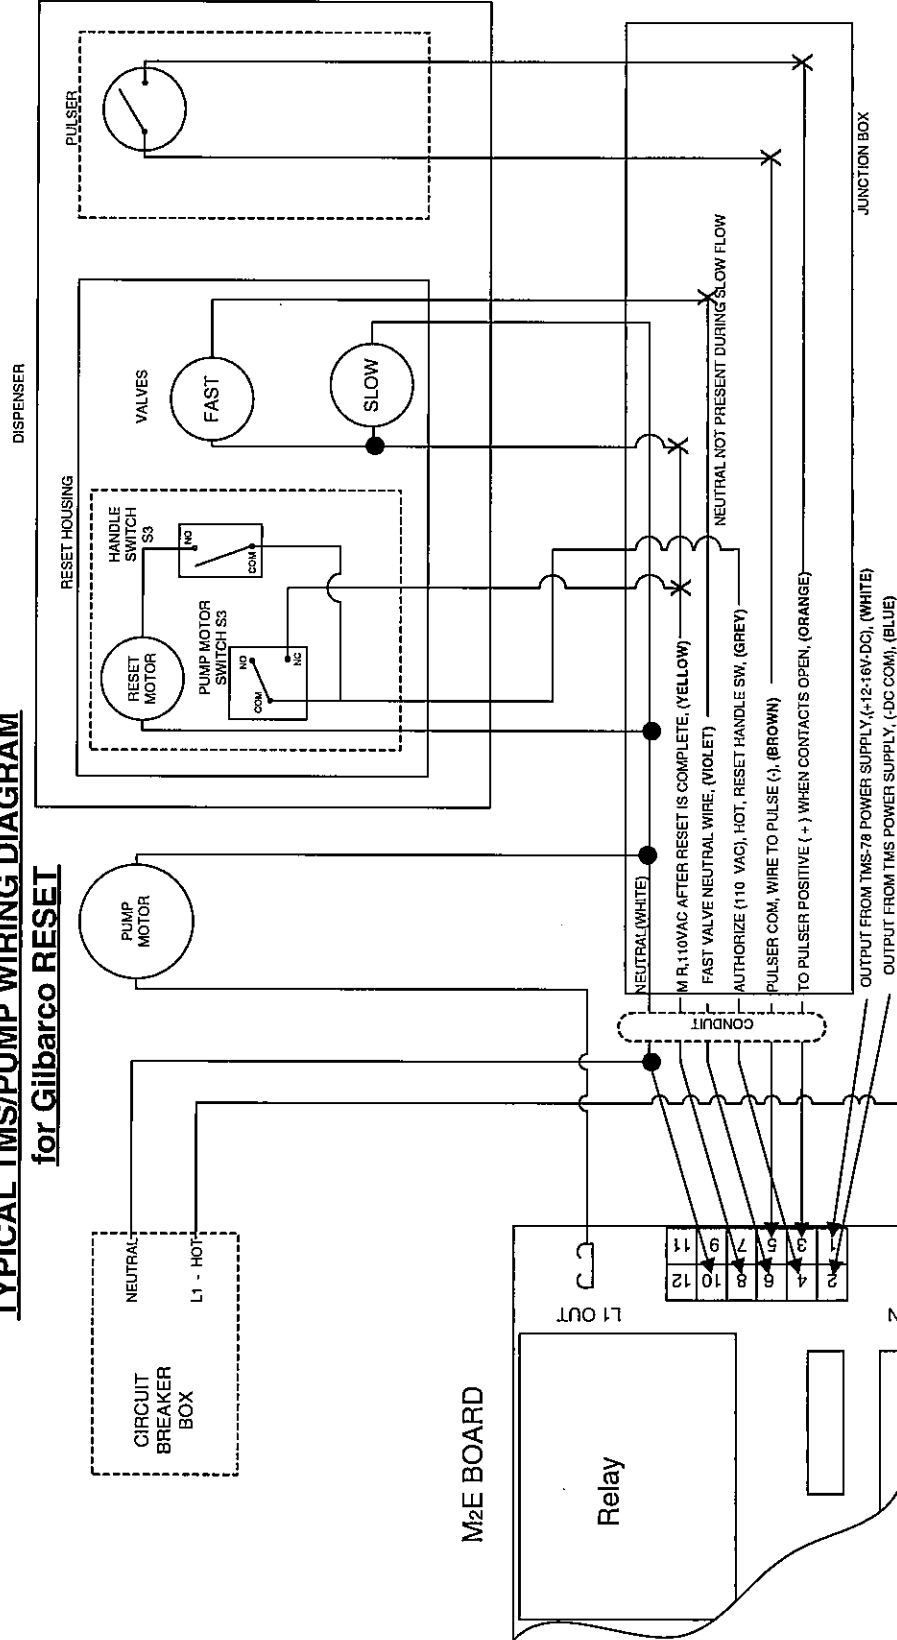 TYPICAL TMS/PUMP WIRING DIAGRAM
for Gilbarco RESET
DISPENSER
PULSER
RESET HOUSING
VALVES
FAST
SLOW
HANDLE
SWITCH
S3
NO
COM
RESET
MOTOR
PUMP MOTOR
SWITCH S3
NO
COM
NC
PUMP
MOTOR
JUNCTION BOX
NEUTRAL(WHITE)
M R,110VAC AFTER RESET IS COMPLETE, (YELLOW)
NEUTRAL NOT PRESENT DURING SLOW FLOW
FAST VALVE NEUTRAL WIRE, (VIOLET)
AUTHORIZE (110 VAC), HOT, RESET HANDLE SW, (GREY)
PULSER COM, WIRE TO PULSE (-), (BROWN)
TO PULSER POSITIVE ( + ) WHEN CONTACTS OPEN, (ORANGE)
OUTPUT FROM TMS-78 POWER SUPPLY,(+12-16V-DC), (WHITE)
OUTPUT FROM TMS POWER SUPPLY, (-DC COM), (BLUE)
CONDUIT
CIRCUIT
BREAKER
BOX
NEUTRAL
L1 - HOT
M2E BOARD
Relay
L1 OUT
11 9 7 5 3 1
12 10 8 6 4 2